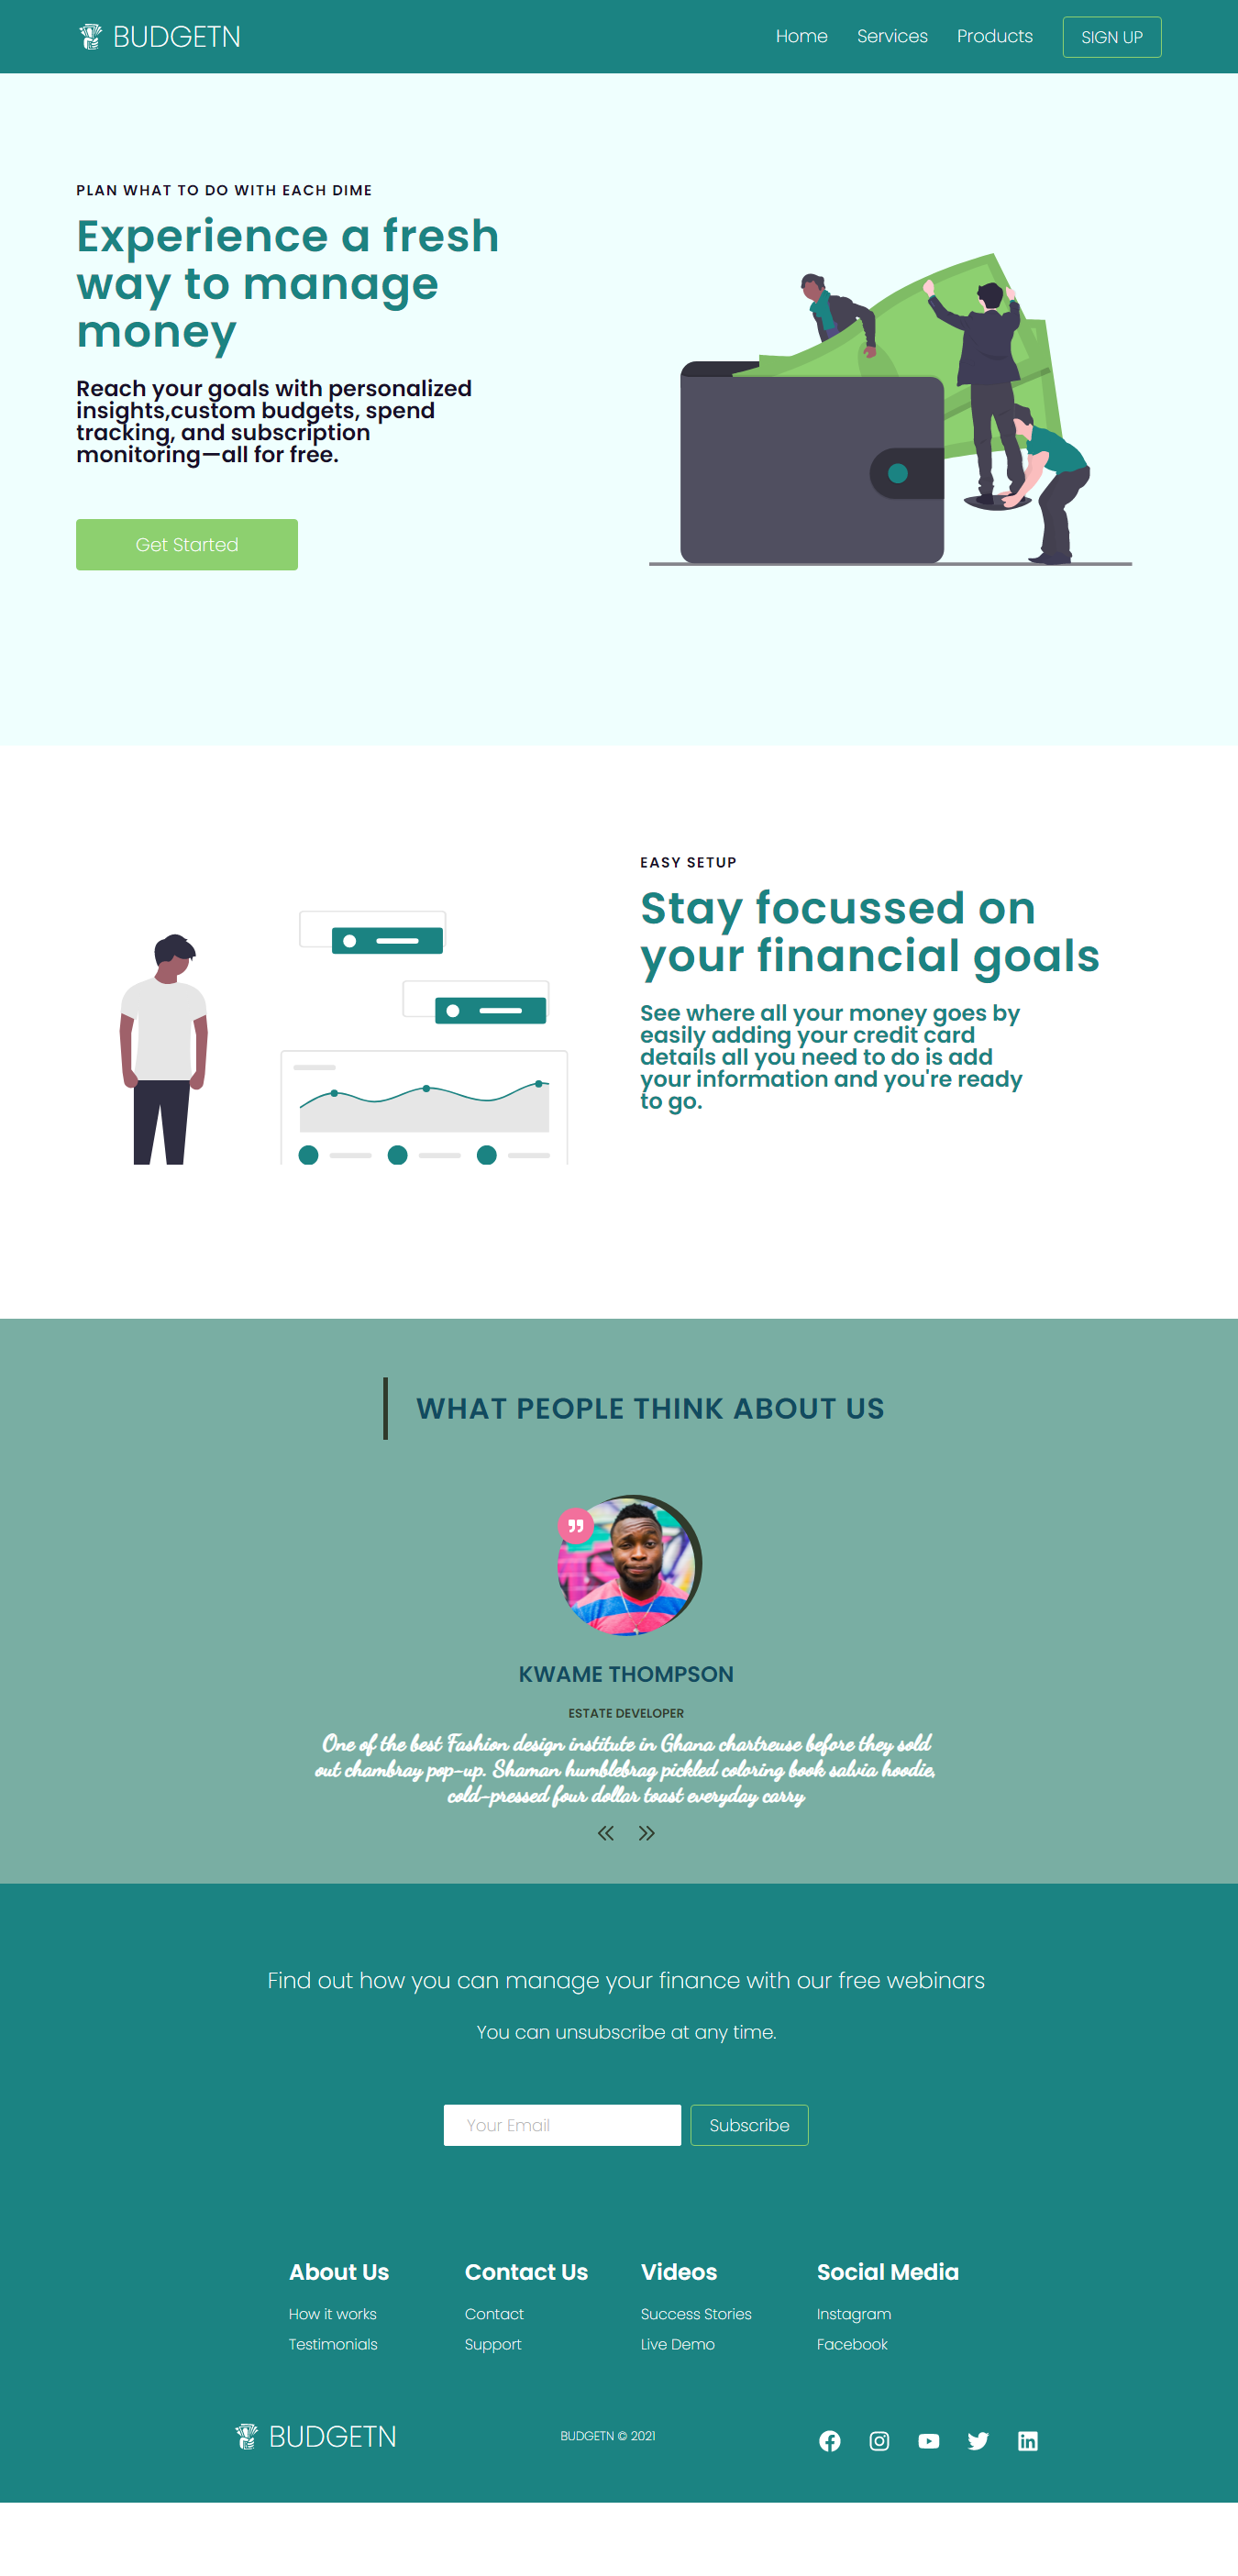 BUDGETN
Home Services Products SIGN UP
PLAN WHAT TO DO WITH EACH DIME
Experience a fresh
way to manage
money
Reach your goals with personalized
insights,custom budgets, spend
tracking, and subscription
monitoring—all for free.
Get Started
EASY SETUP
Stay focussed on
your financial goals
See where all your money goes by
easily adding your credit card
details all you need to do is add
your information and you're ready
to go.
WHAT PEOPLE THINK ABOUT US
KWAME THOMPSON
ESTATE DEVELOPER
One of the best Fashion design institute in Ghana chartreuse before they sold
out chambray pop-up. Shaman humblebrag pickled coloring book salvia hoodie,
cold-pressed four dollar toast everyday carry
Find out how you can manage your finance with our free webinars
You can unsubscribe at any time.
Your Email Subscribe
About Us Contact Us Videos Social Media
How it works Contact Success Stories Instagram
Testimonials Support Live Demo Facebook
BUDGETN BUDGETN © 2021